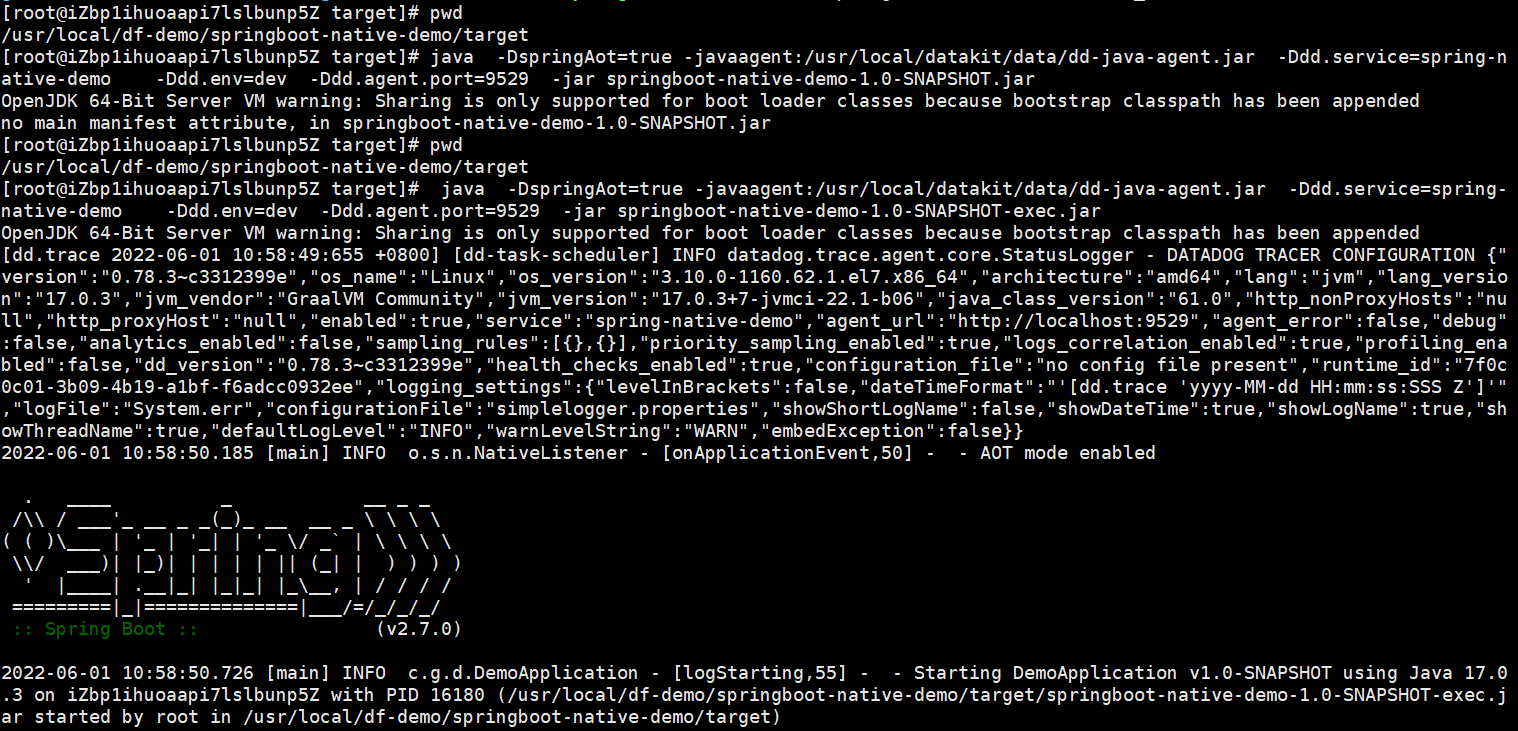 [root@iZbp1ihuoaapi7lslbunp5Z target]# pwd
/usr/local/df-demo/springboot-native-demo/target
[root@iZbp1ihuoaapi7lslbunp5Z target]# java  -DspringAot=true -javaagent:/usr/local/datakit/data/dd-java-agent.jar  -Ddd.service=spring-n
ative-demo    -Ddd.env=dev  -Ddd.agent.port=9529  -jar springboot-native-demo-1.0-SNAPSHOT.jar
OpenJDK 64-Bit Server VM warning: Sharing is only supported for boot loader classes because bootstrap classpath has been appended
no main manifest attribute, in springboot-native-demo-1.0-SNAPSHOT.jar
[root@iZbp1ihuoaapi7lslbunp5Z target]# pwd
/usr/local/df-demo/springboot-native-demo/target
[root@iZbp1ihuoaapi7lslbunp5Z target]#  java  -DspringAot=true -javaagent:/usr/local/datakit/data/dd-java-agent.jar  -Ddd.service=spring-
native-demo    -Ddd.env=dev  -Ddd.agent.port=9529  -jar springboot-native-demo-1.0-SNAPSHOT-exec.jar
OpenJDK 64-Bit Server VM warning: Sharing is only supported for boot loader classes because bootstrap classpath has been appended
[dd.trace 2022-06-01 10:58:49:655 +0800] [dd-task-scheduler] INFO datadog.trace.agent.core.StatusLogger - DATADOG TRACER CONFIGURATION {"
version":"0.78.3~c3312399e","os_name":"Linux","os_version":"3.10.0-1160.62.1.el7.x86_64","architecture":"amd64","lang":"jvm","lang_versio
n":"17.0.3","jvm_vendor":"GraalVM Community","jvm_version":"17.0.3+7-jvmci-22.1-b06","java_class_version":"61.0","http_nonProxyHosts":"nu
ll","http_proxyHost":"null","enabled":true,"service":"spring-native-demo","agent_url":"http://localhost:9529","agent_error":false,"debug"
:false,"analytics_enabled":false,"sampling_rules":[{},{}],"priority_sampling_enabled":true,"logs_correlation_enabled":true,"profiling_ena
bled":false,"dd_version":"0.78.3~c3312399e","health_checks_enabled":true,"configuration_file":"no config file present","runtime_id":"7f0c
0c01-3b09-4b19-a1bf-f6adcc0932ee","logging_settings":{"levelInBrackets":false,"dateTimeFormat":"'[dd.trace 'yyyy-MM-dd HH:mm:ss:SSS Z']'"
,"logFile":"System.err","configurationFile":"simplelogger.properties","showShortLogName":false,"showDateTime":true,"showLogName":true,"sh
owThreadName":true,"defaultLogLevel":"INFO","warnLevelString":"WARN","embedException":false}}
2022-06-01 10:58:50.185 [main] INFO  o.s.n.NativeListener - [onApplicationEvent,50] -  - AOT mode enabled
  .   ____          _            __ _ _
 /\\ / ___'_ __ _ _(_)_ __  __ _ \ \ \ \
( ( )\___ | '_ | '_| | '_ \/ _` | \ \ \ \
 \\/  ___)| |_)| | | | | || (_| |  ) ) ) )
  '  |____| .__|_| |_|_| |_\__, | / / / /
 =========|_|==============|___/=/_/_/_/
 :: Spring Boot ::                (v2.7.0)
2022-06-01 10:58:50.726 [main] INFO  c.g.d.DemoApplication - [logStarting,55] -  - Starting DemoApplication v1.0-SNAPSHOT using Java 17.0
.3 on iZbp1ihuoaapi7lslbunp5Z with PID 16180 (/usr/local/df-demo/springboot-native-demo/target/springboot-native-demo-1.0-SNAPSHOT-exec.j
ar started by root in /usr/local/df-demo/springboot-native-demo/target)